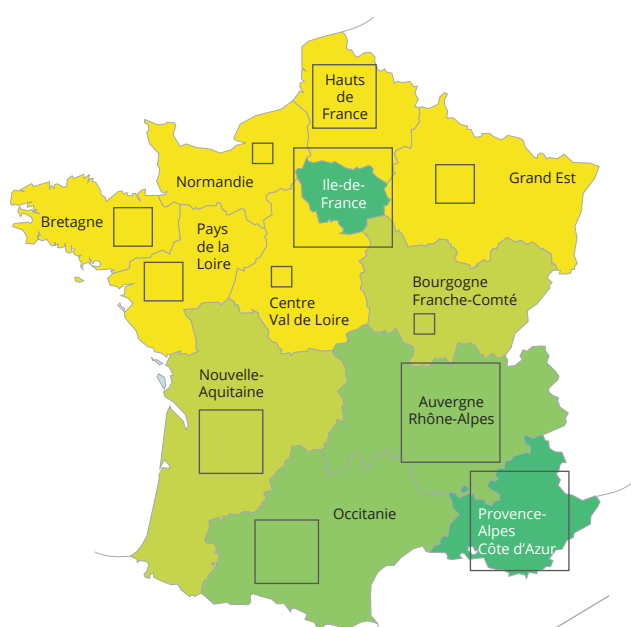 Hauts
de
France
Ile-de-
France
Grand Est
Normandie
Bretagne
Pays
de la
Loire
Centre
Val de Loire
Bourgogne
Franche-Comté
Nouvelle-
Aquitaine
Auvergne
Rhône-Alpes
Occitanie
Provence-
Alpes
Côte d’Azur